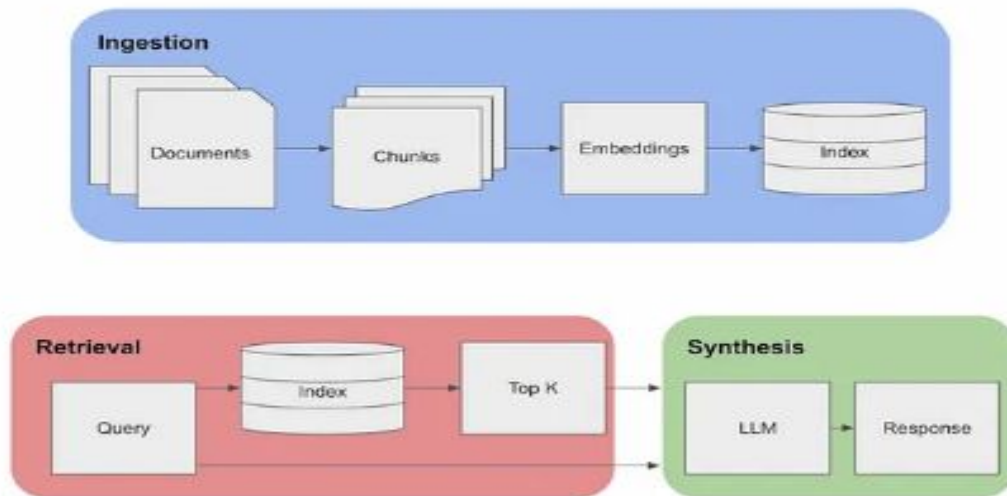 Ingestion
Documents
Chunks
Embeddings
Index
Retrieval
Query
Index
Top K
Synthesis
LLM
Response